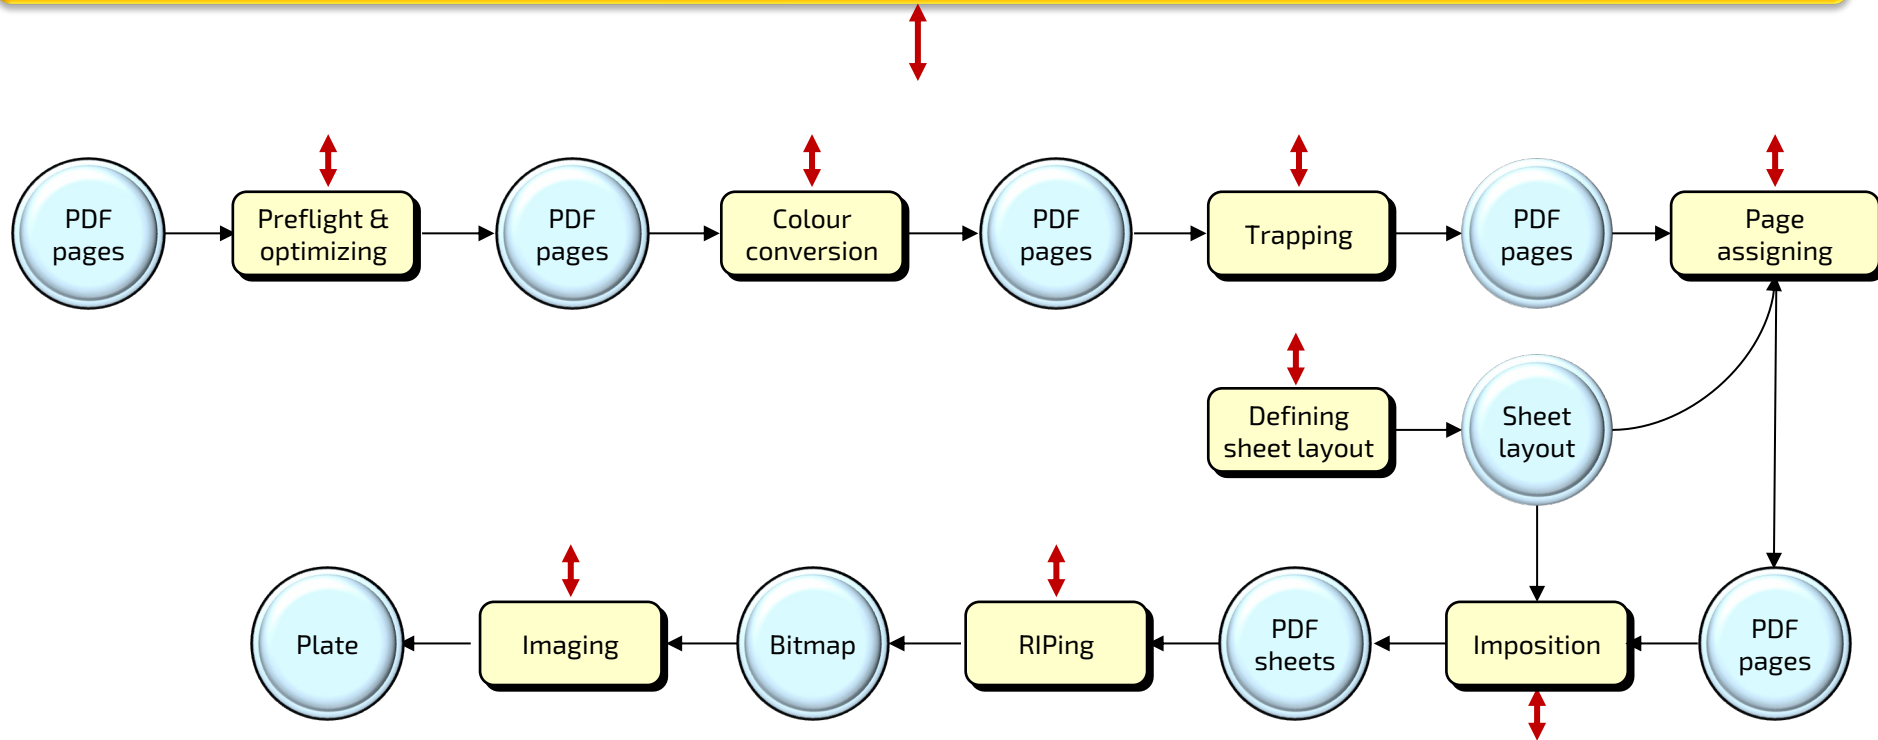 PDF
pages
Preflight &
optimizing
PDF
pages
Colour
conversion
PDF
pages
Trapping
PDF
pages
Page
assigning
Defining
sheet layout
Sheet
layout
Plate
Imaging
Bitmap
RIPing
PDF
sheets
Imposition
PDF
pages